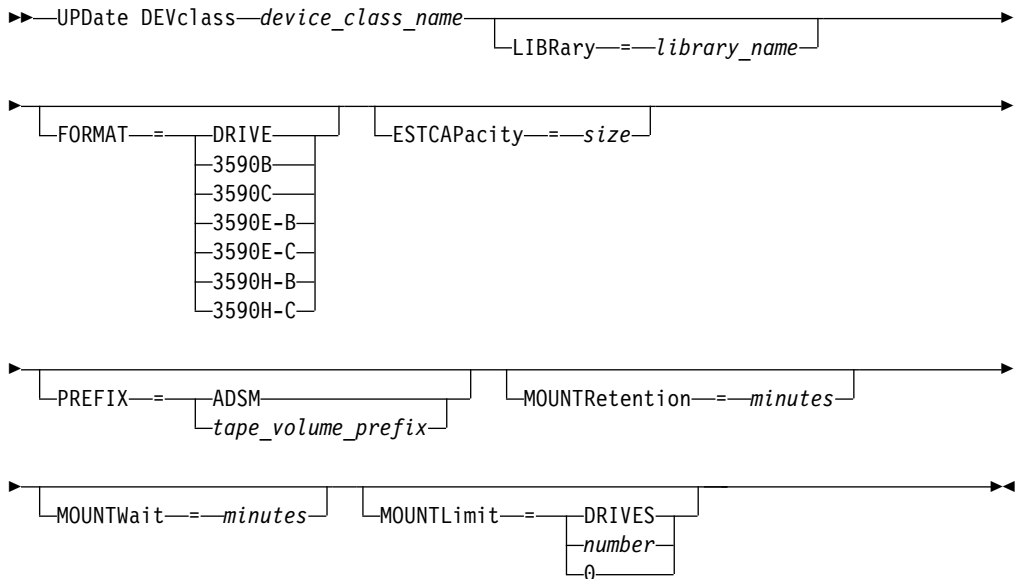 UPDate DEVclass device_class_name
LIBRary = library_name
FORMAT = DRIVE
3590B
3590C
3590E-B
3590E-C
3590H-B
3590H-C
ESTCAPacity = size
PREFIX = ADSM
tape_volume_prefix
MOUNTRetention = minutes
MOUNTWait = minutes
MOUNTLimit = DRIVES
number
0